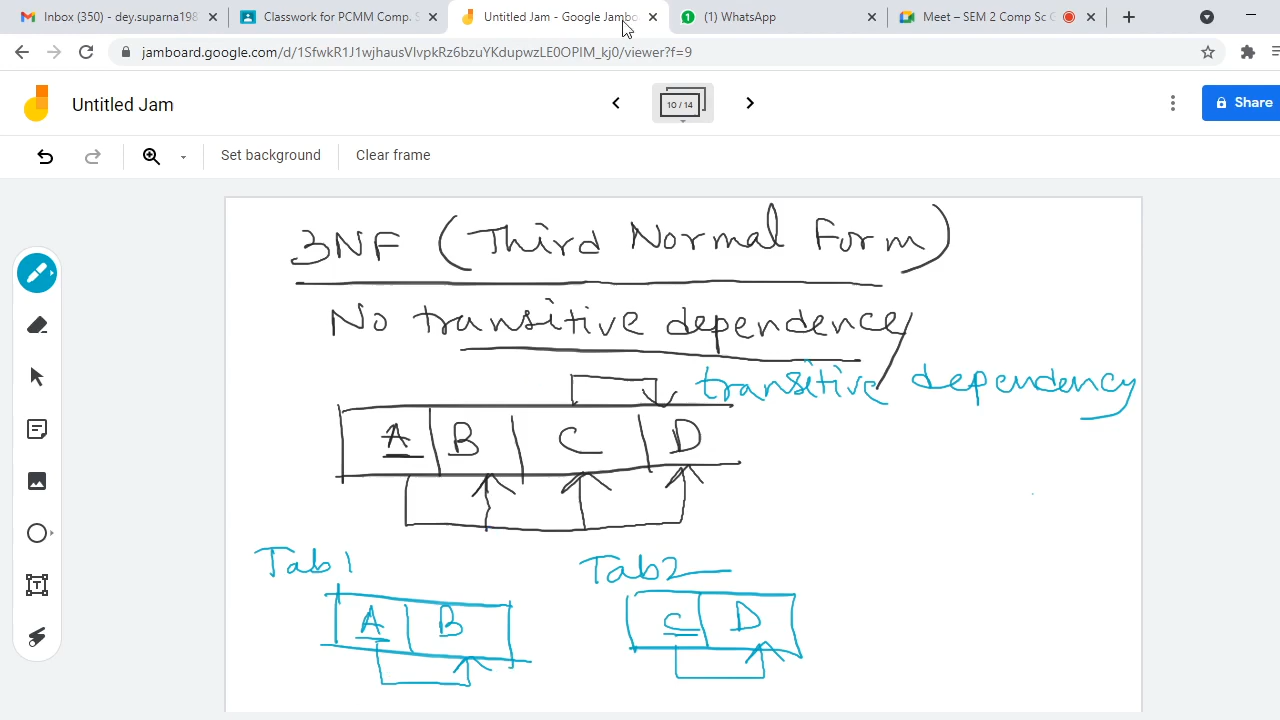 Inbox (350) - dey.suparna198
Classwork for PCMM Comp. S
Untitled Jam - Google Jambo
(1) WhatsApp
Meet – SEM 2 Comp Sc G
jamboard.google.com/d/1SfwkR1J1wjhausVlvpkRz6bzuYKdupwzLE0OPIM_kj0/viewer?f=9
Untitled Jam
10 / 14
Share
Set background
Clear frame
3NF (Third Normal Form)
No transitive dependency
transitive dependency
A B C D
Tab1 Tab2
A B C D